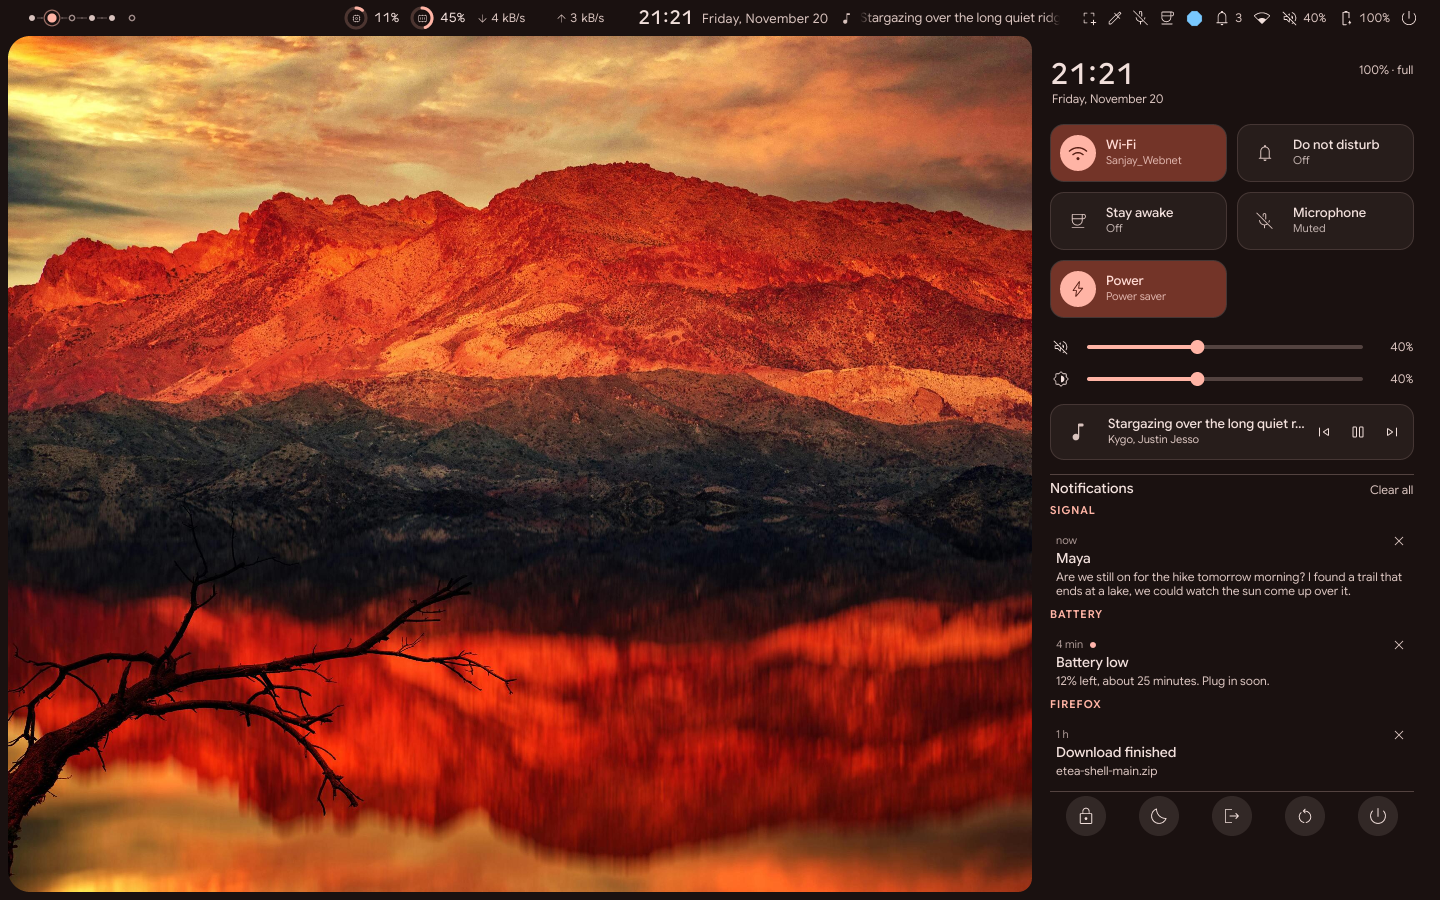 11%
45%
4 kB/s
3 kB/s
21:21 Friday, November 20
Stargazing over the long quiet ridg
3
40%
100%
21:21
100% · full
Friday, November 20
Wi-Fi
Sanjay_Webnet
Do not disturb
Off
Stay awake
Off
Microphone
Muted
Power
Power saver
40%
40%
Stargazing over the long quiet r...
Kygo, Justin Jesso
Notifications
Clear all
SIGNAL
now
Maya
Are we still on for the hike tomorrow morning? I found a trail that
ends at a lake, we could watch the sun come up over it.
BATTERY
4 min
Battery low
12% left, about 25 minutes. Plug in soon.
FIREFOX
1 h
Download finished
etea-shell-main.zip